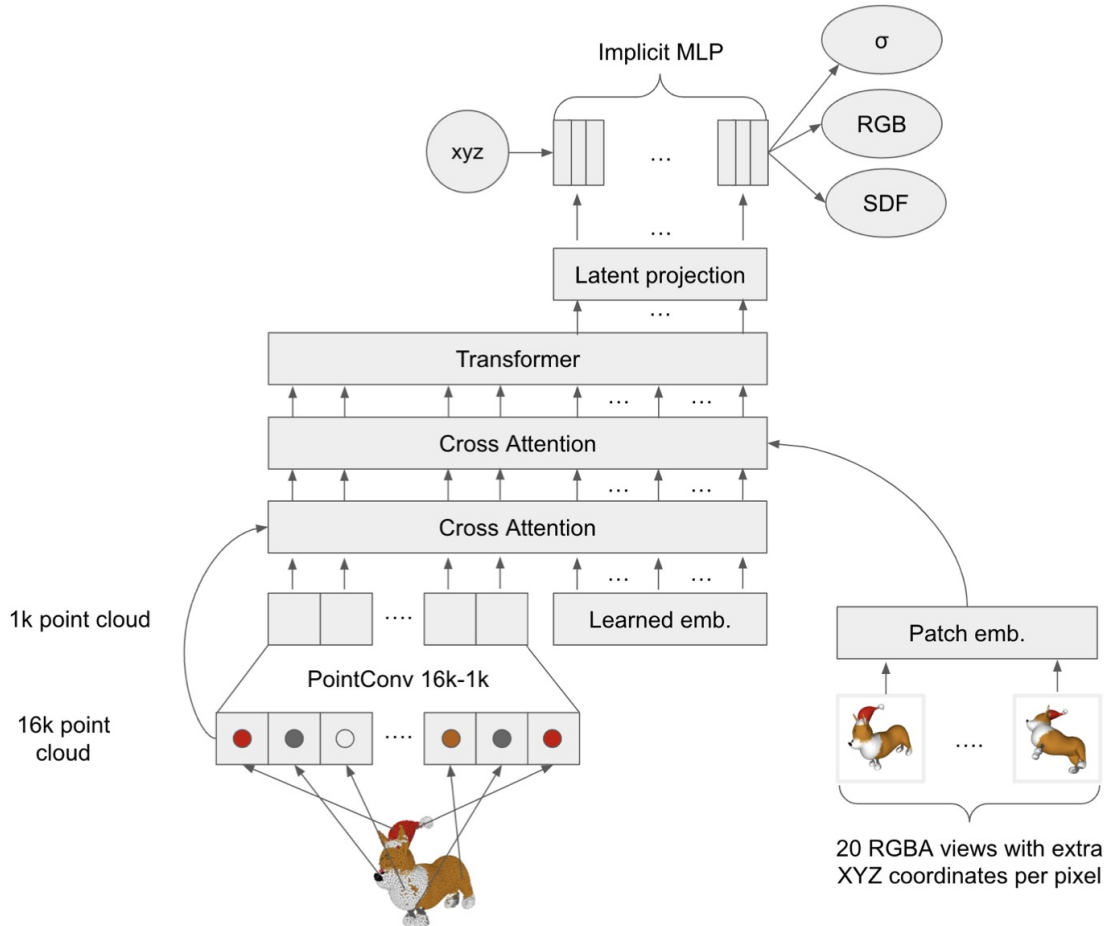 σ
Implicit MLP
RGB
xyz
...
SDF
...
Latent projection
...
Transformer
... ...
Cross Attention
... ...
Cross Attention
... ...
1k point cloud
....
Learned emb.
Patch emb.
PointConv 16k-1k
16k point
cloud
....
....
20 RGBA views with extra
XYZ coordinates per pixel